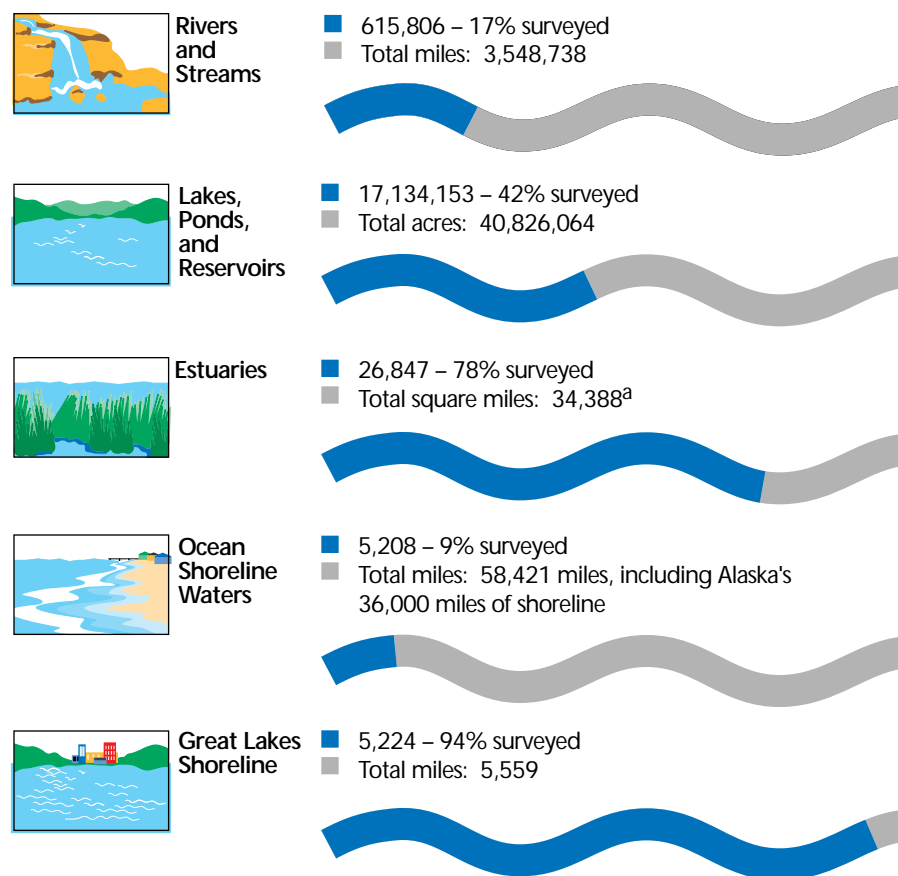 Rivers
and
Streams
615,806 – 17% surveyed
Total miles: 3,548,738
Lakes,
Ponds,
and
Reservoirs
17,134,153 – 42% surveyed
Total acres: 40,826,064
Estuaries
26,847 – 78% surveyed
Total square miles: 34,388ᵃ
Ocean
Shoreline
Waters
5,208 – 9% surveyed
Total miles: 58,421 miles, including Alaska's
36,000 miles of shoreline
Great Lakes
Shoreline
5,224 – 94% surveyed
Total miles: 5,559